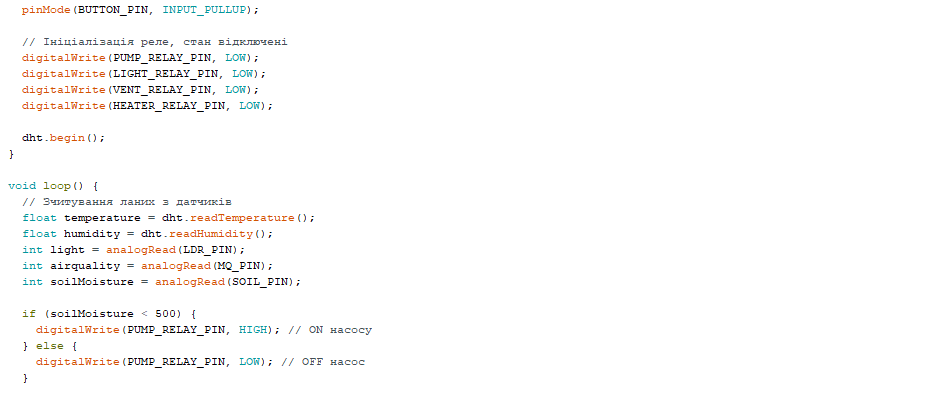 pinMode(BUTTON_PIN, INPUT_PULLUP);
// Ініціалізація реле, стан відключені
digitalWrite(PUMP_RELAY_PIN, LOW);
digitalWrite(LIGHT_RELAY_PIN, LOW);
digitalWrite(VENT_RELAY_PIN, LOW);
digitalWrite(HEATER_RELAY_PIN, LOW);
dht.begin();
}
void loop() {
// Зчитування ланих з датчиків
float temperature = dht.readTemperature();
float humidity = dht.readHumidity();
int light = analogRead(LDR_PIN);
int airquality = analogRead(MQ_PIN);
int soilMoisture = analogRead(SOIL_PIN);
if (soilMoisture < 500) {
digitalWrite(PUMP_RELAY_PIN, HIGH); // ON насосу
} else {
digitalWrite(PUMP_RELAY_PIN, LOW); // OFF насос
}